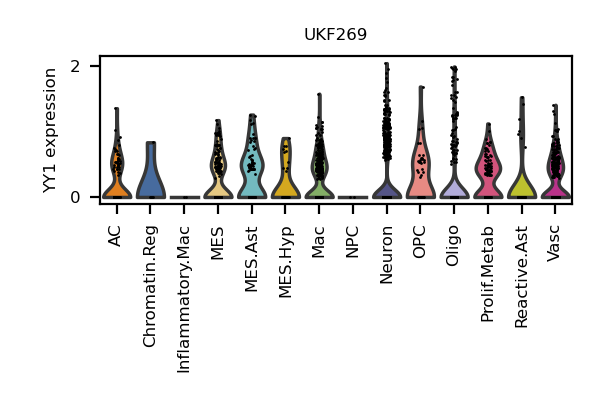 UKF269
YY1 expression
2
0
AC
Chromatin.Reg
Inflammatory.Mac
MES
MES.Ast
MES.Hyp
Mac
NPC
Neuron
OPC
Oligo
Prolif.Metab
Reactive.Ast
Vasc